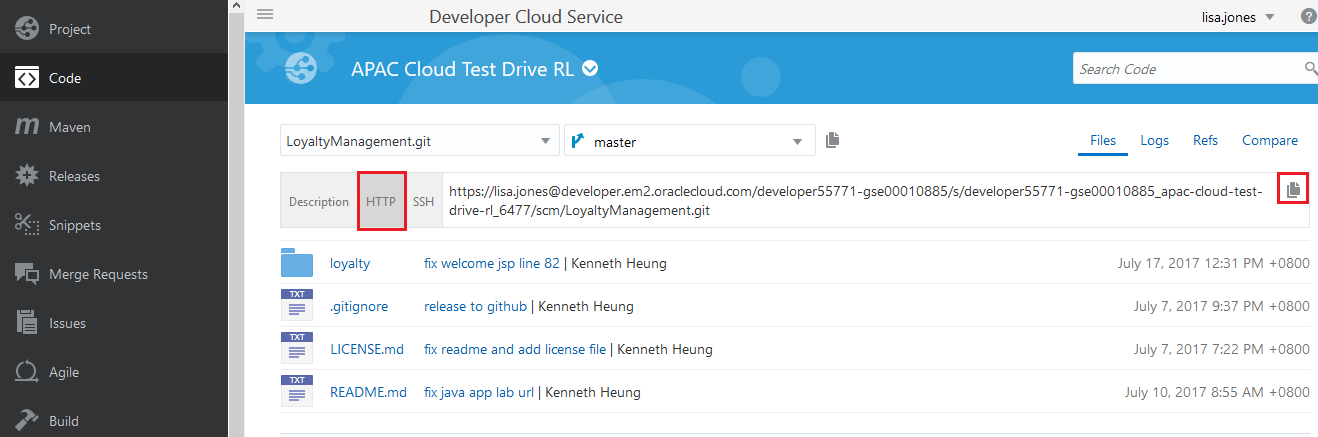 Developer Cloud Service
lisa.jones
?
Project
Code
Maven
Releases
Snippets
Merge Requests
Issues
Agile
Build
APAC Cloud Test Drive RL
Search Code
LoyaltyManagement.git
master
Files Logs Refs Compare
Description HTTP SSH
https://lisa.jones@developer.em2.oraclecloud.com/developer55771-gse00010885/s/developer55771-gse00010885_apac-cloud-test-
drive-rl_6477/scm/LoyaltyManagement.git
loyalty fix welcome jsp line 82 | Kenneth Heung July 17, 2017 12:31 PM +0800
TXT
.gitignore release to github | Kenneth Heung July 7, 2017 9:37 PM +0800
TXT
LICENSE.md fix readme and add license file | Kenneth Heung July 7, 2017 7:22 PM +0800
TXT
README.md fix java app lab url | Kenneth Heung July 10, 2017 8:55 AM +0800